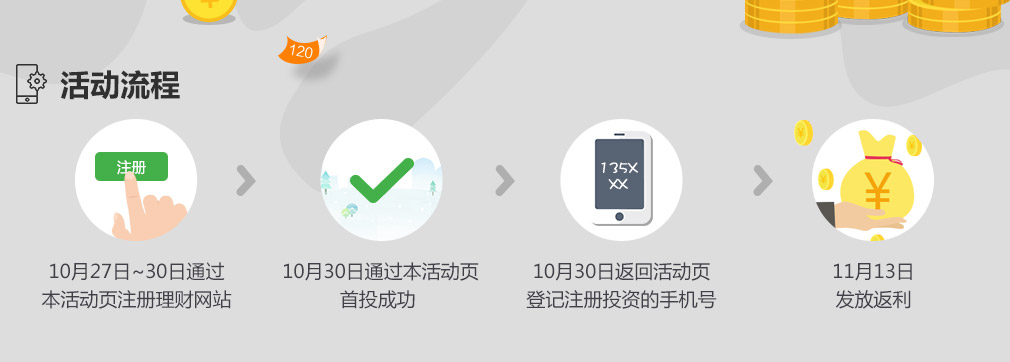 120
活动流程
注册
135X
XX
¥
10月27日~30日通过
本活动页注册理财网站
10月30日通过本活动页
首投成功
10月30日返回活动页
登记注册投资的手机号
11月13日
发放返利